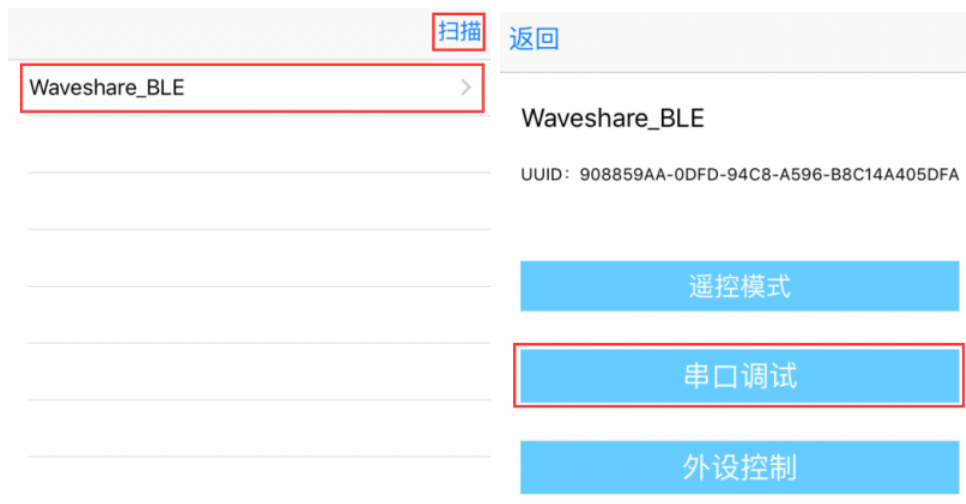 扫描
Waveshare_BLE
返回
Waveshare_BLE
UUID: 908859AA-0DFD-94C8-A596-B8C14A405DFA
遥控模式
串口调试
外设控制